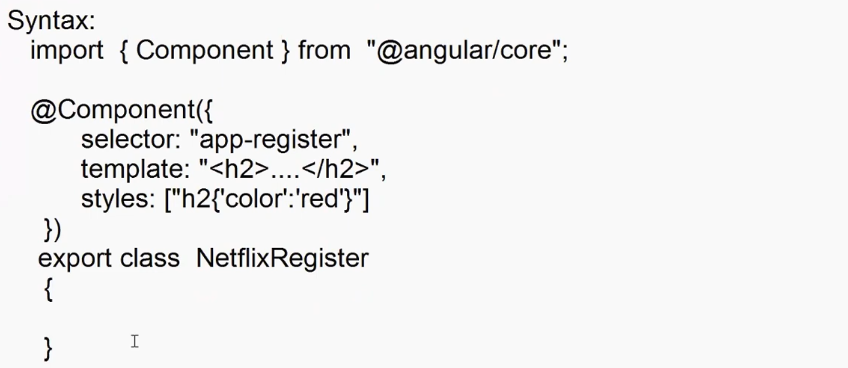 Syntax:
import { Component } from "@angular/core";
@Component({
selector: "app-register",
template: "<h2>....</h2>",
styles: ["h2{'color':'red'}"]
})
export class NetflixRegister
{
}